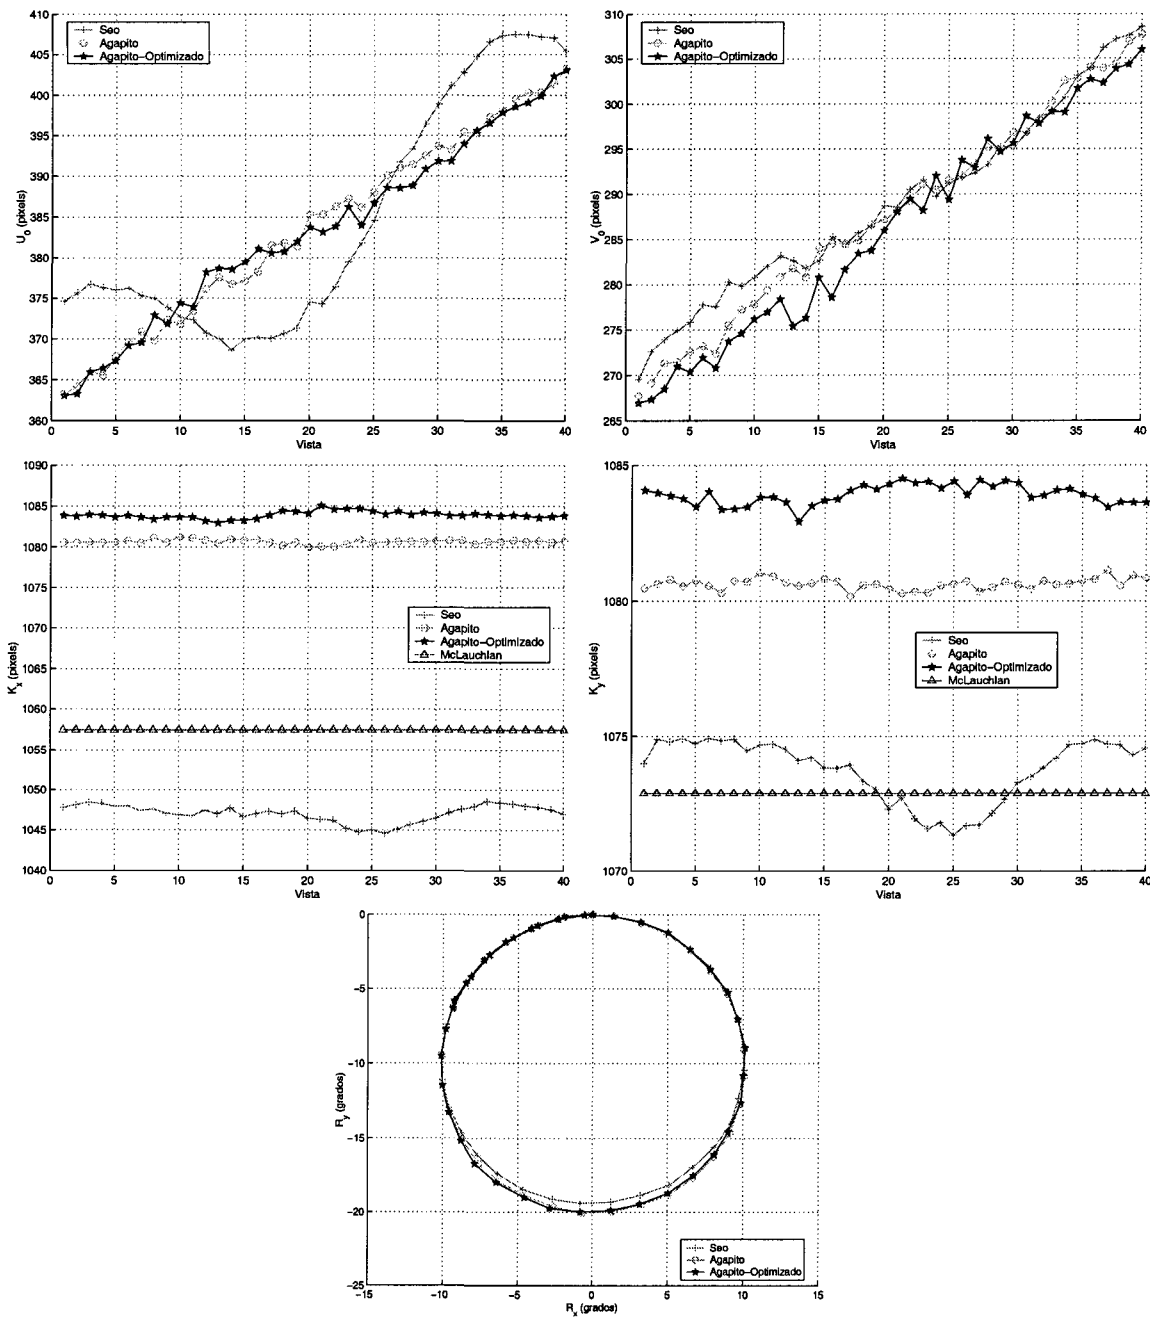 Seo
Agapito
Agapito-Optimizado
410
405
400
395
390
385
380
375
370
365
360
U_o (pixels)
0 5 10 15 20 25 30 35 40
Vista
Seo
Agapito
Agapito-Optimizado
310
305
300
295
290
285
280
275
270
265
V_o (pixels)
0 5 10 15 20 25 30 35 40
Vista
1090
1085
1080
1075
1070
1065
1060
1055
1050
1045
1040
K_x (pixels)
Seo
Agapito
Agapito-Optimizado
McLauchlan
0 5 10 15 20 25 30 35 40
Vista
1085
1080
1075
1070
K_y (pixels)
Seo
Agapito
Agapito-Optimizado
McLauchlan
0 5 10 15 20 25 30 35 40
Vista
0
-5
-10
-15
-20
-25
R_y (grados)
Seo
Agapito
Agapito-Optimizado
-15 -10 -5 0 5 10 15
R_x (grados)